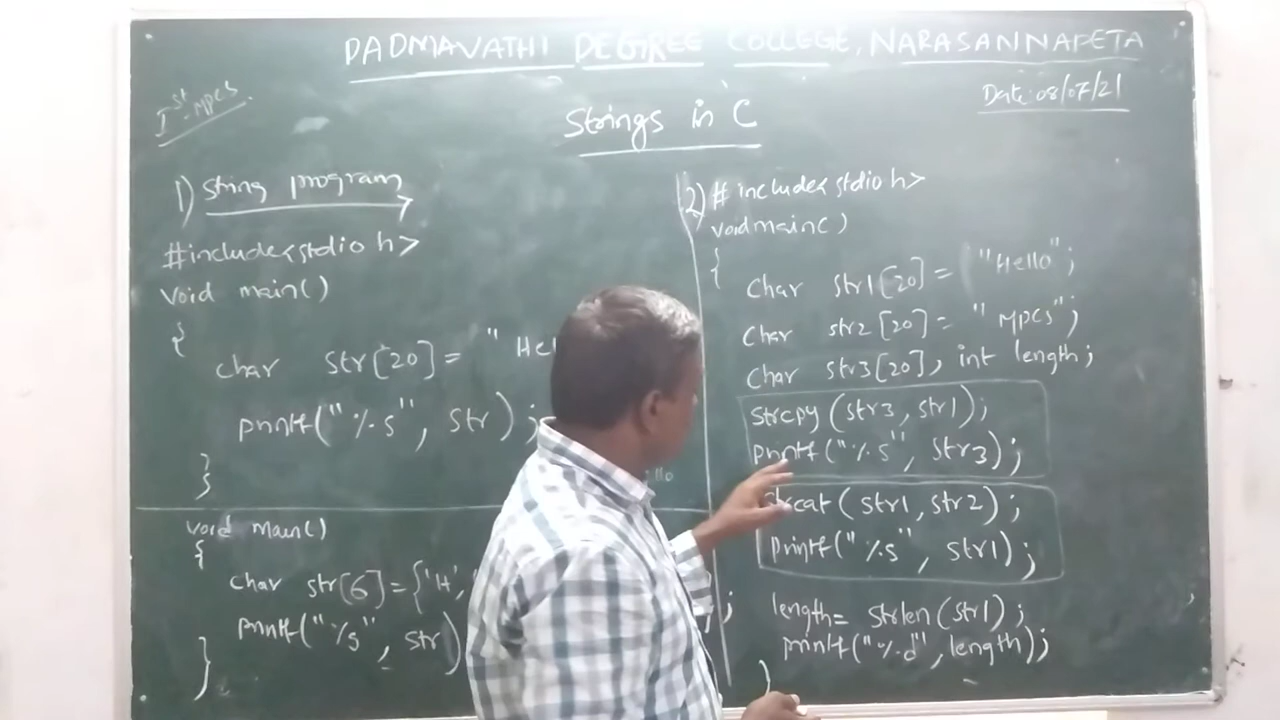 PADMAVATHI DEGREE COLLEGE, NARASANNAPETA
Ist MPCS
Date: 08/07/21
Strings in C
1) String program
#include<stdio h>
void main()
{
char str[20] = "Hel
printf("%s", str);
}
llo
void main()
{
char str[6] = {'H',
printf("%s", str)
;
}
2) # include<stdio h>
void main()
{
char str1[20] = "Hello";
char str2[20] = "MPCS";
char str3[20], int length;
strcpy(str3, str1);
printf("%s", str3);
strcat(str1, str2);
printf("%s", str1);
length = strlen(str1);
printf("%d", length);
}